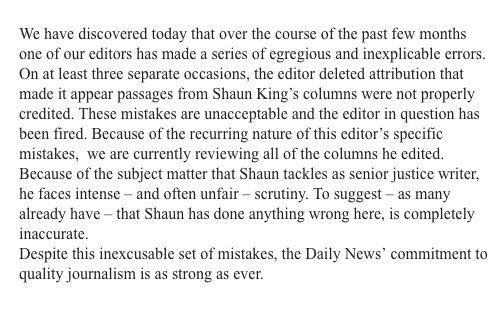 We have discovered today that over the course of the past few months
one of our editors has made a series of egregious and inexplicable errors.
On at least three separate occasions, the editor deleted attribution that
made it appear passages from Shaun King’s columns were not properly
credited. These mistakes are unacceptable and the editor in question has
been fired. Because of the recurring nature of this editor’s specific
mistakes,  we are currently reviewing all of the columns he edited.
Because of the subject matter that Shaun tackles as senior justice writer,
he faces intense – and often unfair – scrutiny. To suggest – as many
already have – that Shaun has done anything wrong here, is completely
inaccurate.
Despite this inexcusable set of mistakes, the Daily News’ commitment to
quality journalism is as strong as ever.